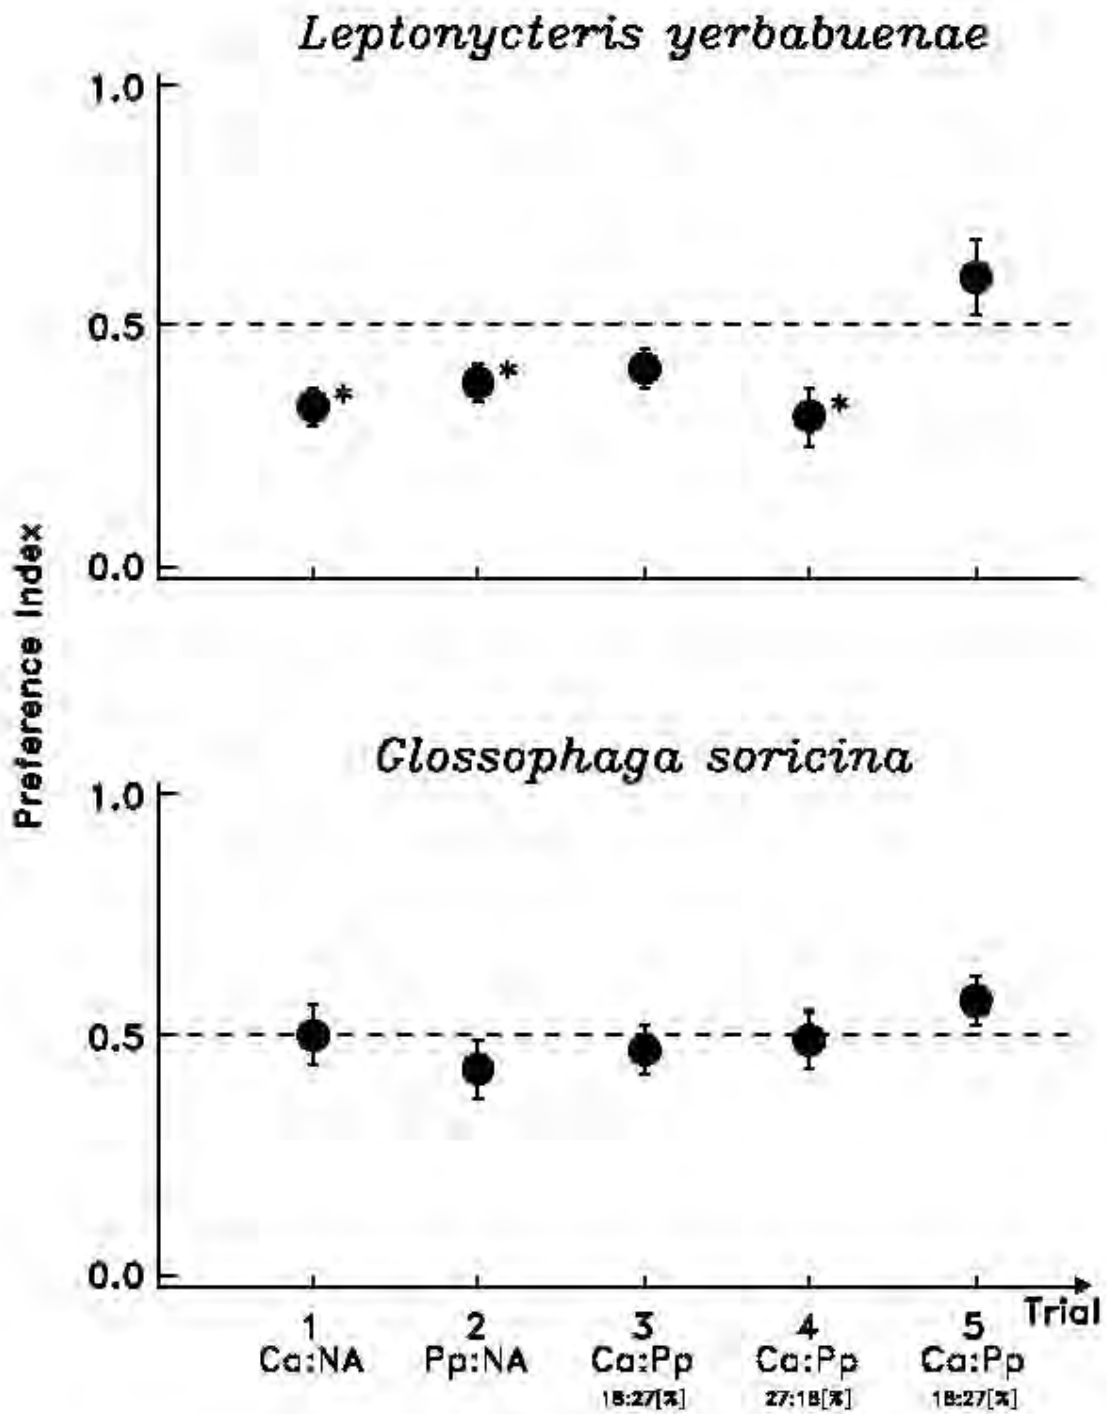 Leptonycteris yerbabuenae
1.0
0.5
0.0
*
*
*
Preference Index
Glossophaga soricina
1.0
0.5
0.0
1 2 3 4 5 Trial
Ca:NA Pp:NA Ca:Pp Ca:Pp Ca:Pp
18:27[%] 27:18[%] 18:27[%]